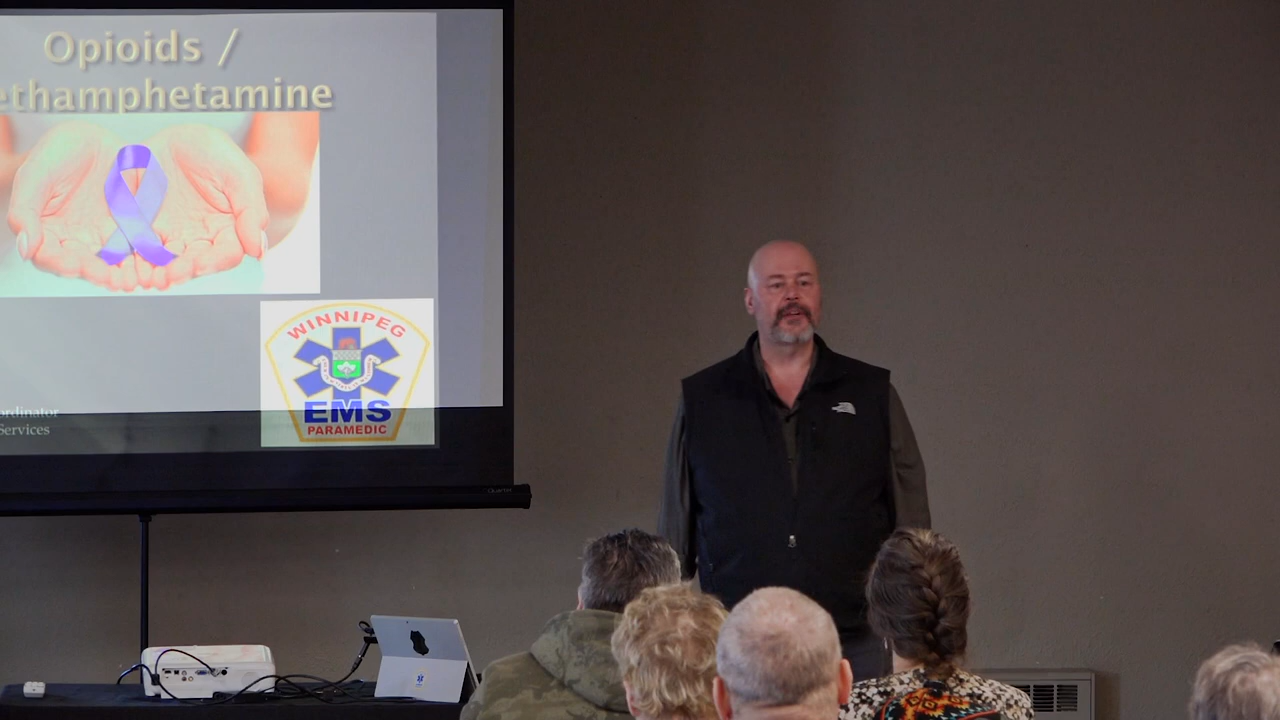 Opioids /
ethamphetamine
WINNIPEG
EMS
PARAMEDIC
ordinator
Services